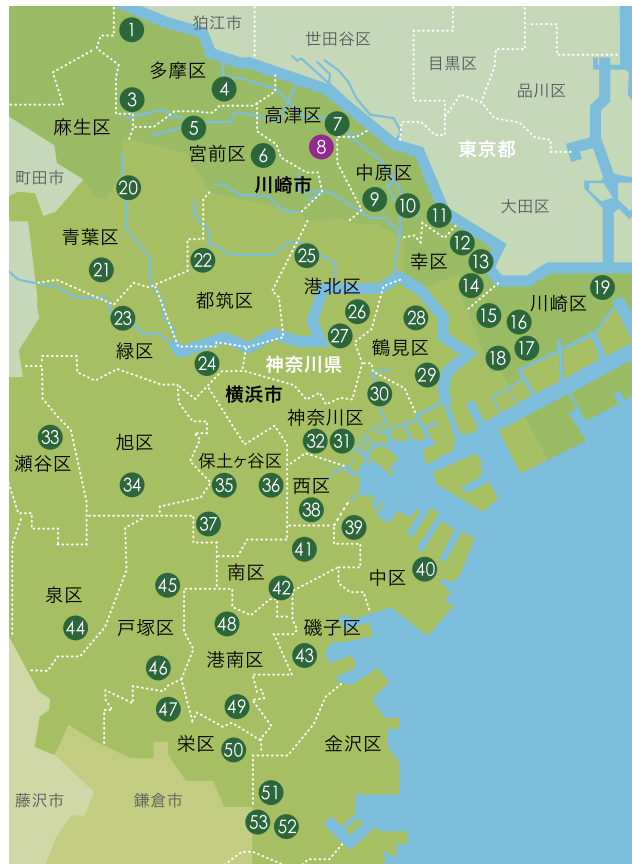 1
狛江市
世田谷区
目黒区
多摩区
4
品川区
3
麻生区
5
高津区
7
宮前区
6
8
東京都
町田市
20
川崎市
中原区
9
10
11
大田区
青葉区
21
22
25
幸区
12
13
都筑区
港北区
14
川崎区
19
23
26
28
15
16
緑区
27
鶴見区
17
18
24
神奈川県
横浜市
29
30
神奈川区
33
瀬谷区
旭区
32
31
保土ヶ谷区
34
35
36
西区
38
37
39
41
南区
中区
40
45
42
泉区
44
戸塚区
48
磯子区
港南区
43
46
47
49
栄区
50
金沢区
藤沢市
鎌倉市
51
53
52